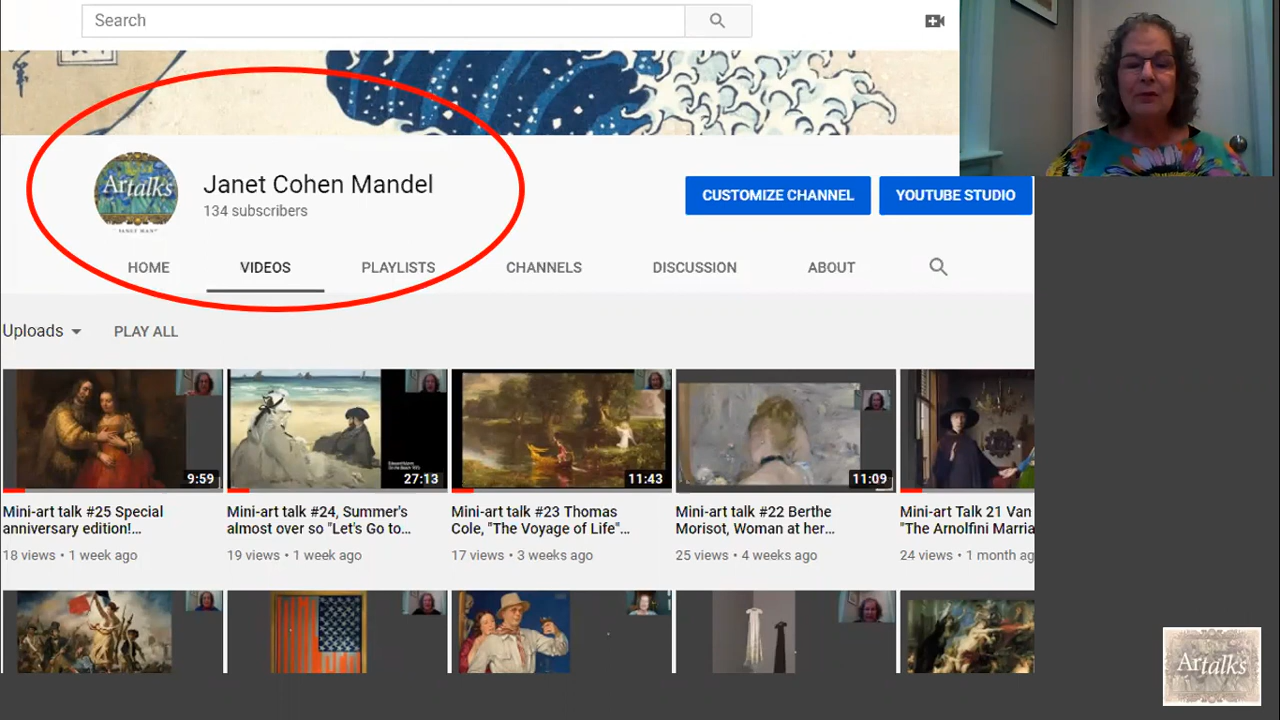 Search
Artalks
JANET MAN
Janet Cohen Mandel
134 subscribers
CUSTOMIZE CHANNEL
YOUTUBE STUDIO
HOME
VIDEOS
PLAYLISTS
CHANNELS
DISCUSSION
ABOUT
Uploads
PLAY ALL
9:59
27:13
11:43
11:09
Mini-art talk #25 Special
anniversary edition!...
18 views • 1 week ago
Mini-art talk #24, Summer's
almost over so "Let's Go to...
19 views • 1 week ago
Mini-art talk #23 Thomas
Cole, "The Voyage of Life"...
17 views • 3 weeks ago
Mini-art talk #22 Berthe
Morisot, Woman at her...
25 views • 4 weeks ago
Mini-art Talk 21 Van
"The Arnolfini Marria
24 views • 1 month ag
Artalks